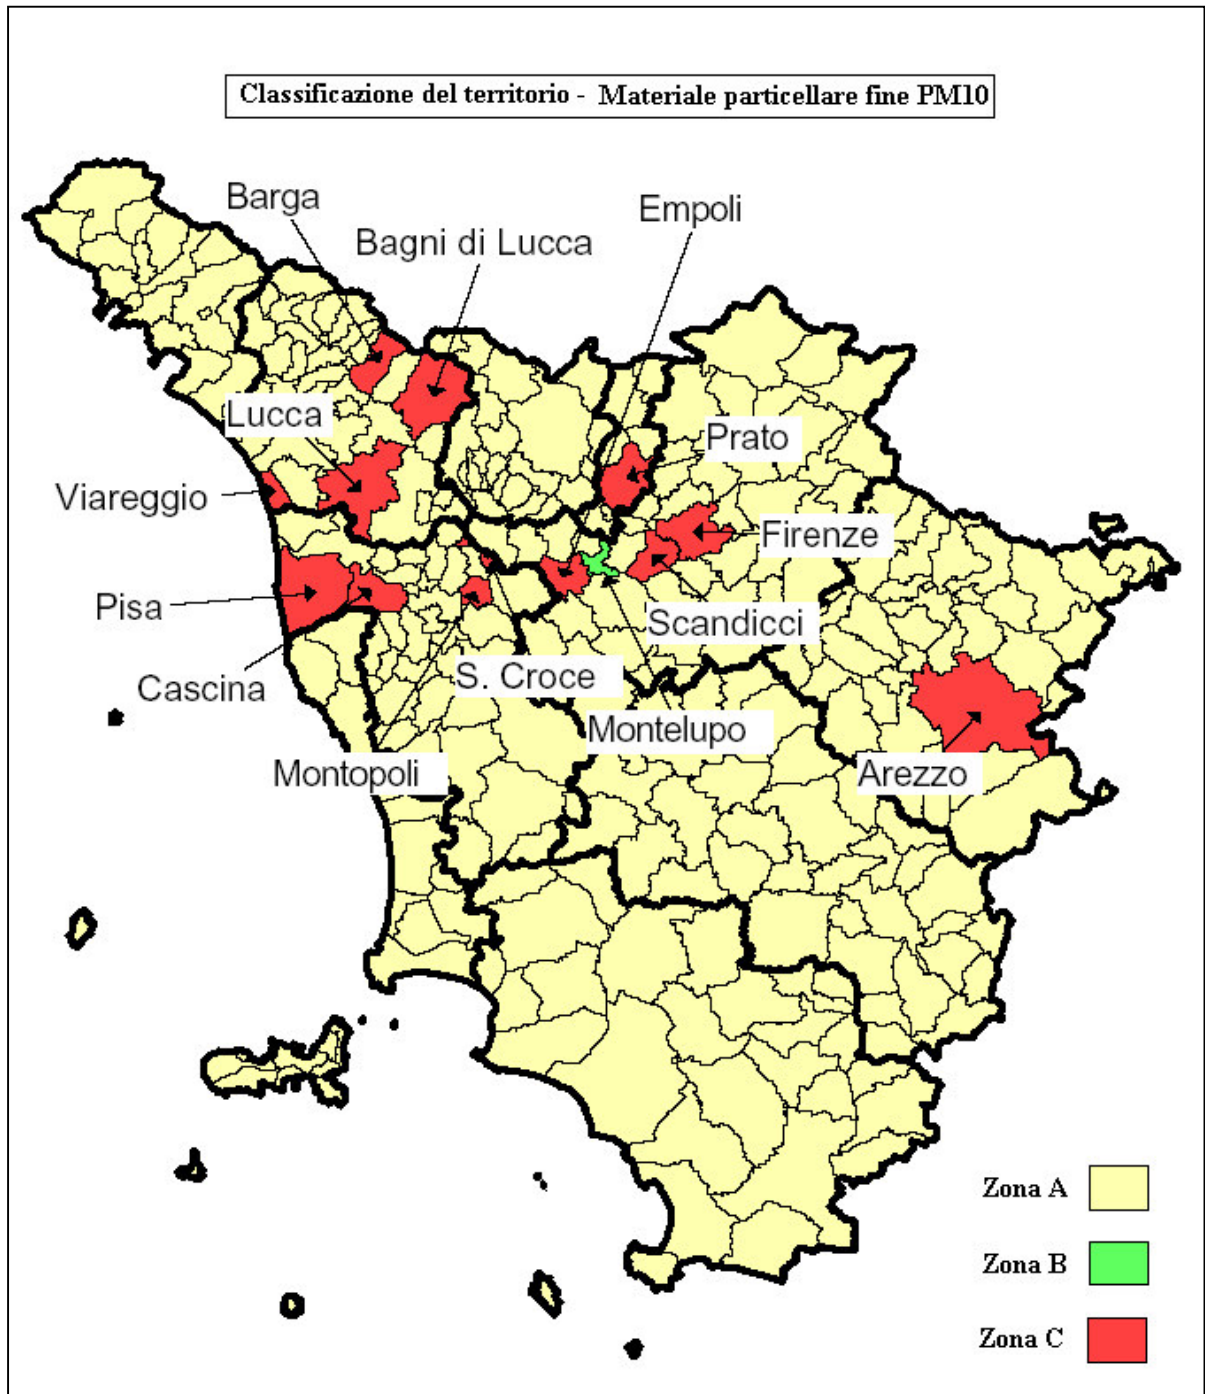 Classificazione del territorio - Materiale particellare fine PM10
Barga
Empoli
Bagni di Lucca
Lucca
Prato
Viareggio
Firenze
Pisa
Scandicci
Cascina
S. Croce
Montelupo
Montopoli
Arezzo
Zona A
Zona B
Zona C